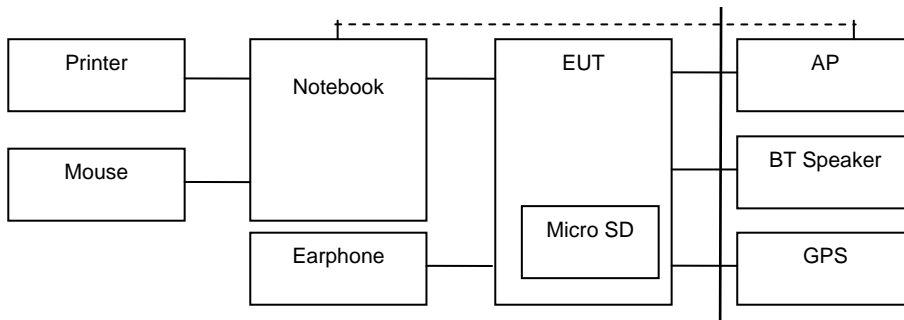 Printer
Notebook
EUT
AP
Mouse
BT Speaker
Micro SD
Earphone
GPS